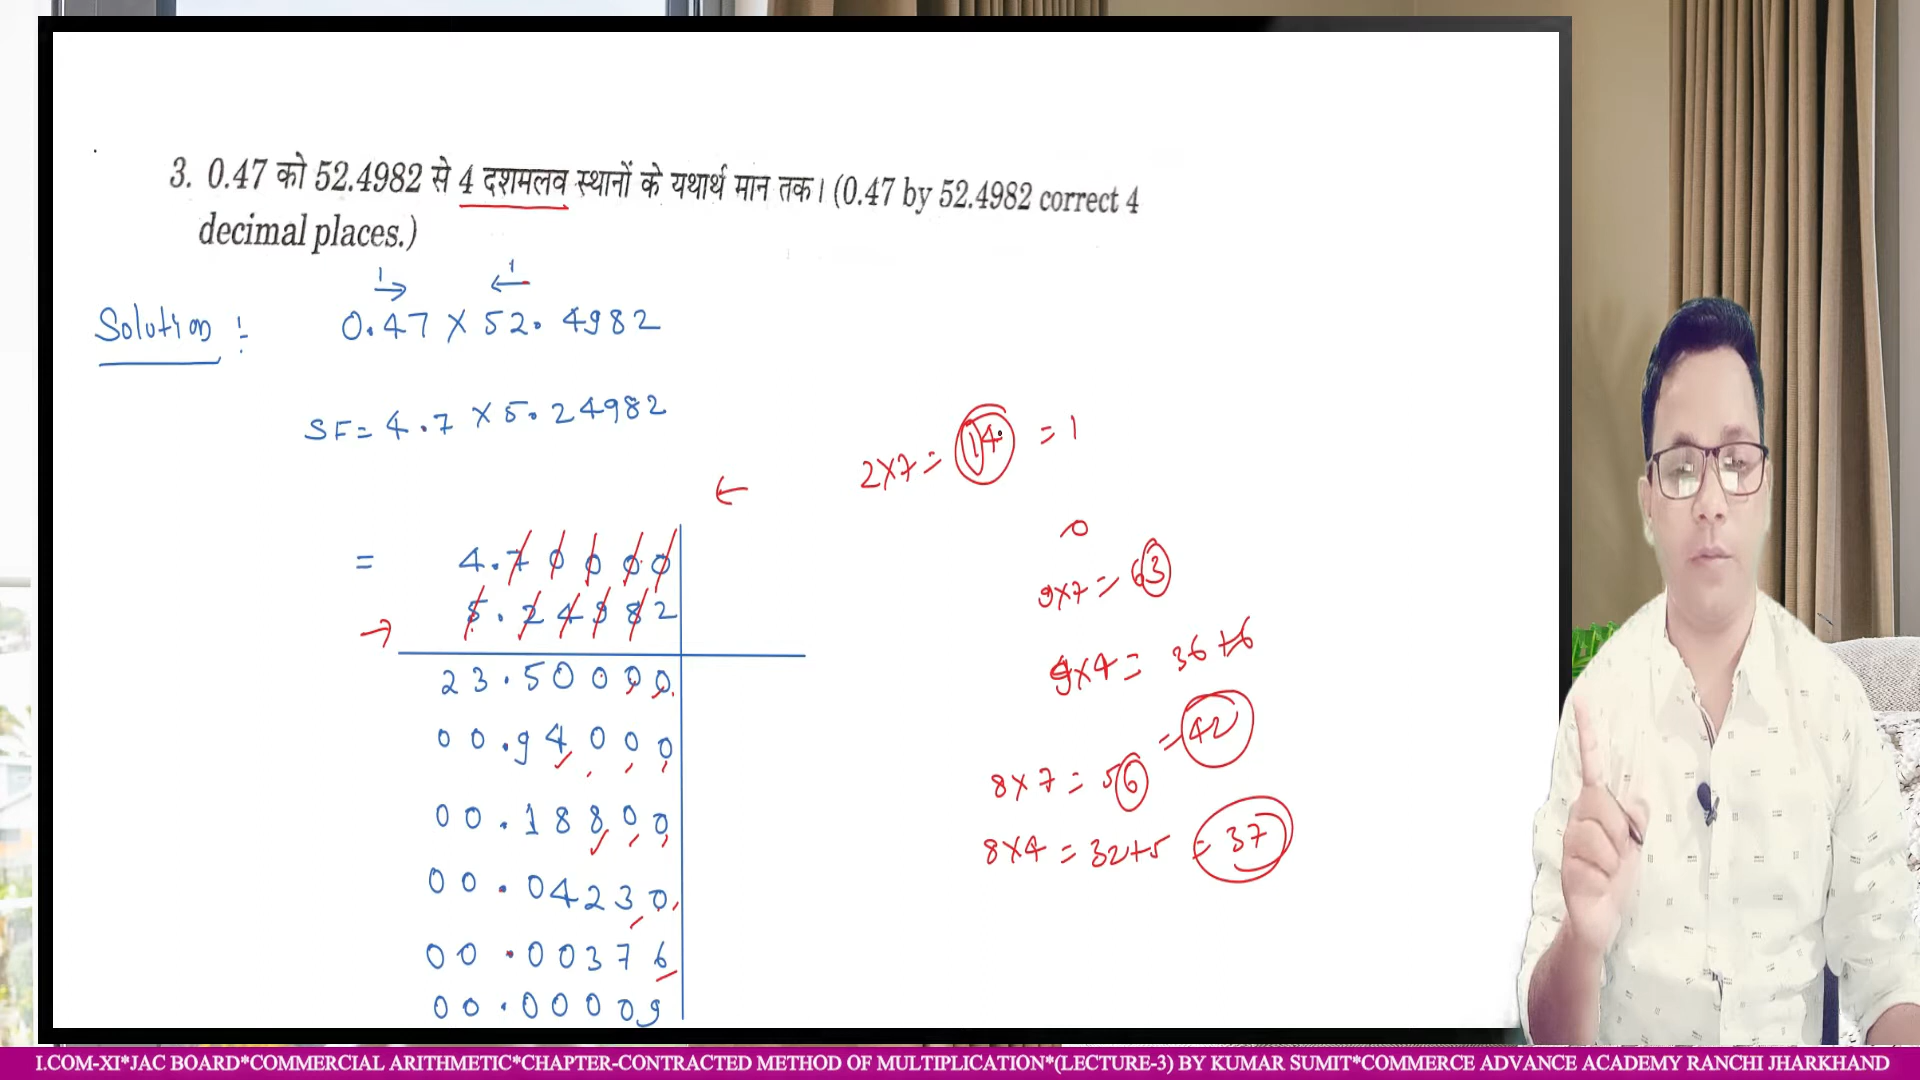 3. 0.47 को 52.4982 से 4 दशमलव स्थानों के यथार्थ मान तक। (0.47 by 52.4982 correct 4
decimal places.)
1 1
Solution : 0.47 × 52.4982
SF = 4.7 × 5.24982
2×7 = 14 = 1
0
9×7 = 63
9×4 = 36+6
= 42
8×7 = 56
8×4 = 32+5 = 37
= 4.70000
5.24982
23.50000
00.94000
00.18800
00.04230
00.00376
00.00009
I.COM-XI*JAC BOARD*COMMERCIAL ARITHMETIC*CHAPTER-CONTRACTED METHOD OF MULTIPLICATION*(LECTURE-3) BY KUMAR SUMIT*COMMERCE ADVANCE ACADEMY RANCHI JHARKHAND